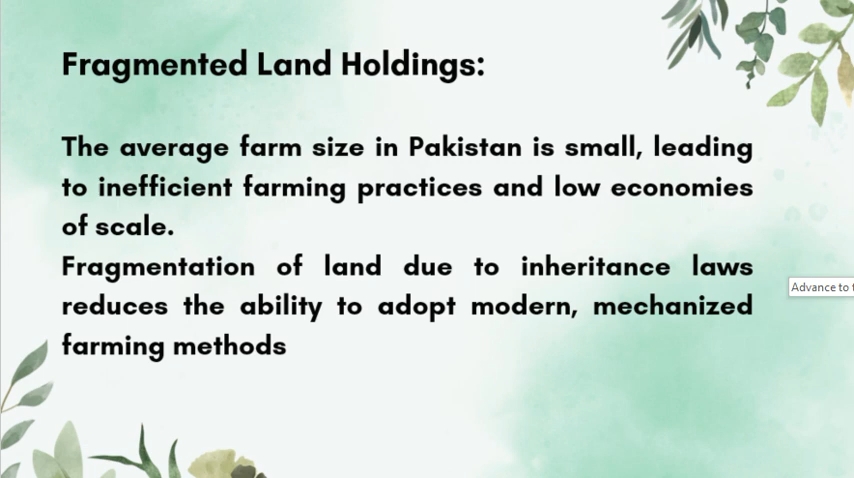 Fragmented Land Holdings:
The average farm size in Pakistan is small, leading
to inefficient farming practices and low economies
of scale.
Fragmentation of land due to inheritance laws
reduces the ability to adopt modern, mechanized
farming methods
Advance to